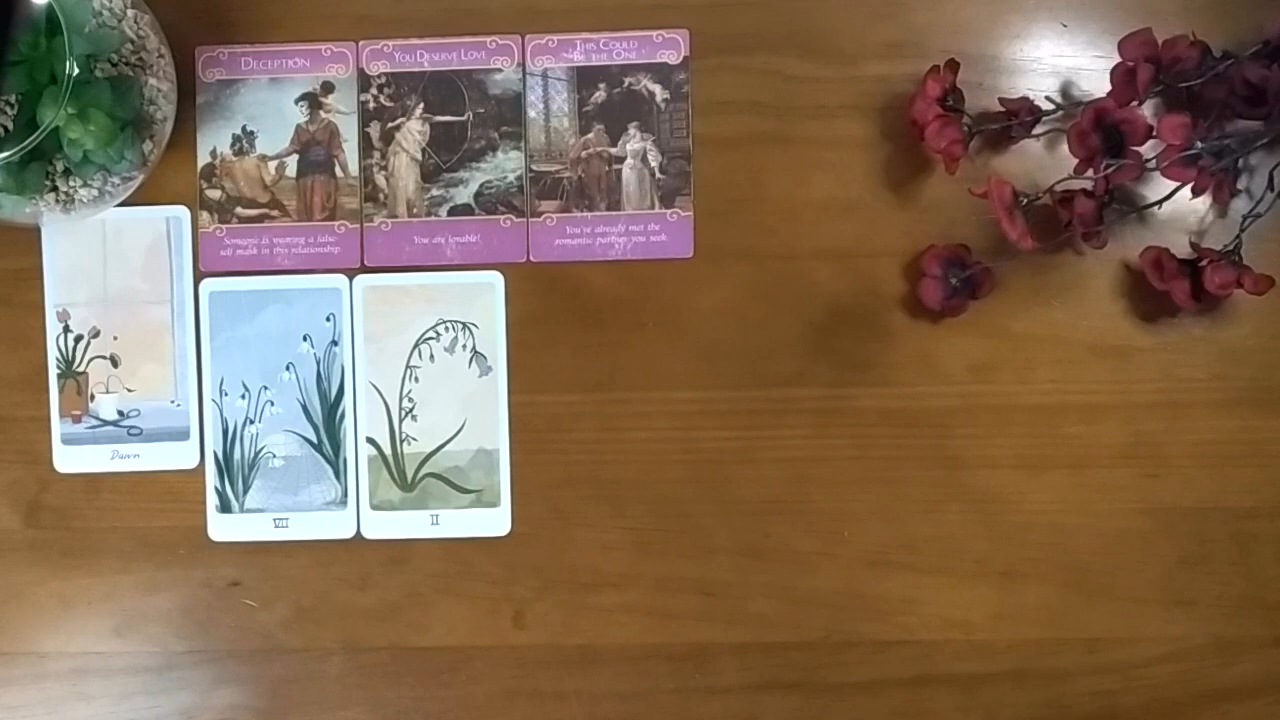 DECEPTION
Someone is wearing a false
self mask in this relationship.
YOU DESERVE LOVE
You are lovable!
THIS COULD
BE THE ONE!
You've already met the
romantic partner you seek.
Dawn
VII
II